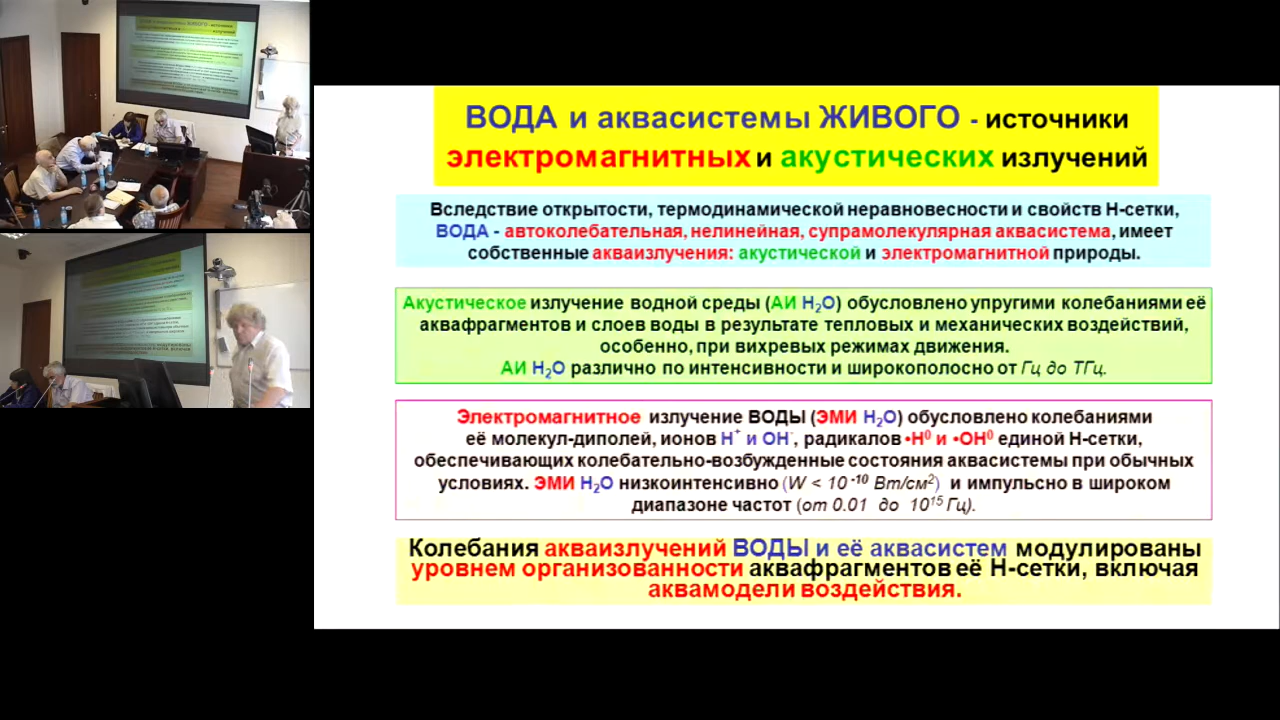 ВОДА и аквасистемы ЖИВОГО - источники
электромагнитных и акустических излучений
Вследствие открытости, термодинамической неравновесности и свойств Н-сетки,
ВОДА - автоколебательная, нелинейная, супрамолекулярная аквасистема, имеет
собственные акваизлучения: акустической и электромагнитной природы.
Акустическое излучение водной среды (АИ H₂O) обусловлено упругими колебаниями её
аквафрагментов и слоев воды в результате тепловых и механических воздействий,
особенно, при вихревых режимах движения.
АИ H₂O различно по интенсивности и широкополосно от Гц до ТГц.
Электромагнитное излучение ВОДЫ (ЭМИ H₂O) обусловлено колебаниями
её молекул-диполей, ионов H⁺ и OH⁻, радикалов •H⁰ и •OH⁰ единой Н-сетки,
обеспечивающих колебательно-возбужденные состояния аквасистемы при обычных
условиях. ЭМИ H₂O низкоинтенсивно (W < 10⁻¹⁰ Вт/см²) и импульсно в широком
диапазоне частот (от 0.01 до 10¹⁵ Гц).
Колебания акваизлучений ВОДЫ и её аквасистем модулированы
уровнем организованности аквафрагментов её Н-сетки, включая
аквамодели воздействия.